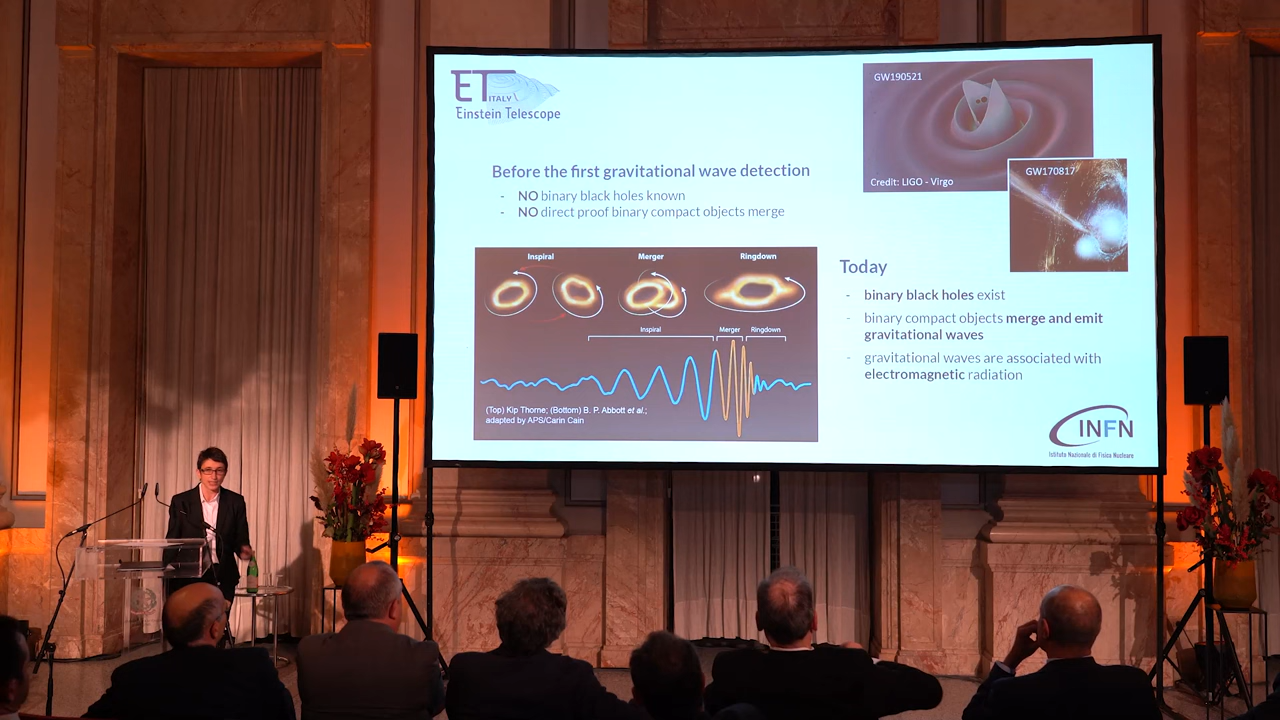 ET
ITALY
Einstein Telescope
Before the first gravitational wave detection
- NO binary black holes known
- NO direct proof binary compact objects merge
Inspiral Merger Ringdown
Inspiral Merger Ringdown
(Top) Kip Thorne; (Bottom) B. P. Abbott et al.;
adapted by APS/Carin Cain
GW190521
Credit: LIGO - Virgo
GW170817
Today
- binary black holes exist
- binary compact objects merge and emit
gravitational waves
- gravitational waves are associated with
electromagnetic radiation
INFN
Istituto Nazionale di Fisica Nucleare